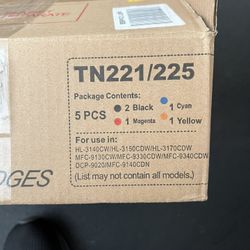 TN221/225
Package Contents:
5 PCS
2 Black
1 Cyan
1 Magenta
1 Yellow
For use in:
HL-3140CW/HL-3150CDW/HL-3170CDW
MFC-9130CW/MFC-9330CDW/MFC-9340CDW
DCP-9020/MFC-9140CDN
(List may not contain all models.)
DGES